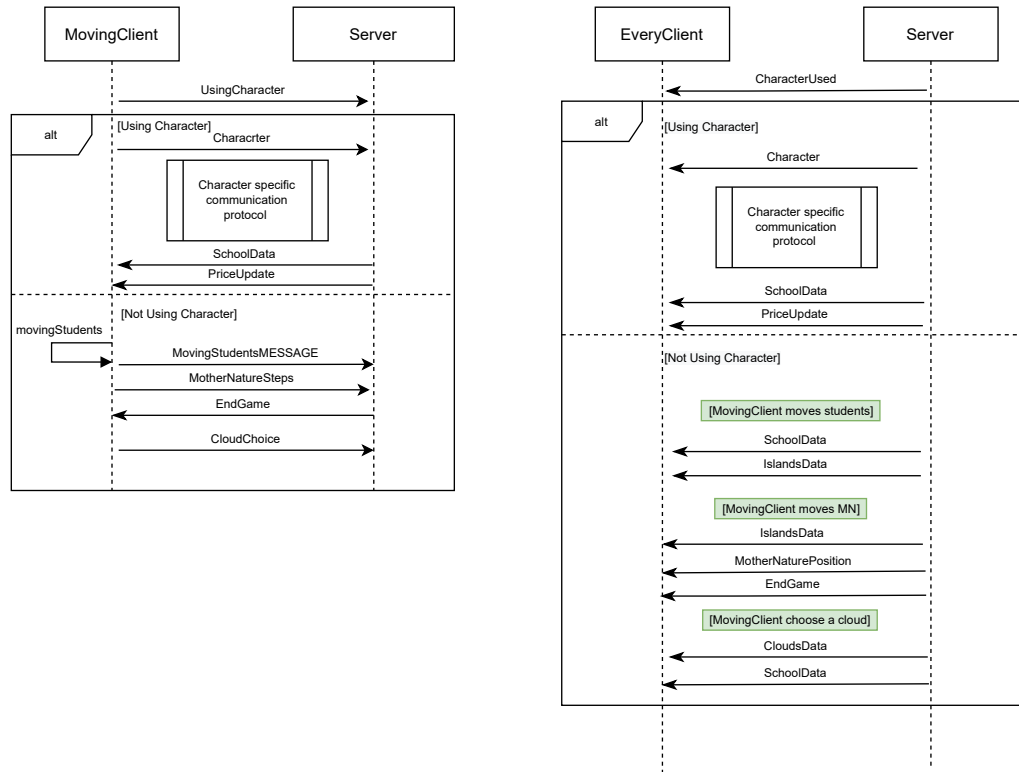 MovingClient
Server
UsingCharacter
alt
[Using Character]
Characrter
Character specific
communication
protocol
SchoolData
PriceUpdate
[Not Using Character]
movingStudents
MovingStudentsMESSAGE
MotherNatureSteps
EndGame
CloudChoice
EveryClient
Server
CharacterUsed
alt
[Using Character]
Character
Character specific
communication
protocol
SchoolData
PriceUpdate
[Not Using Character]
[MovingClient moves students]
SchoolData
IslandsData
[MovingClient moves MN]
IslandsData
MotherNaturePosition
EndGame
[MovingClient choose a cloud]
CloudsData
SchoolData